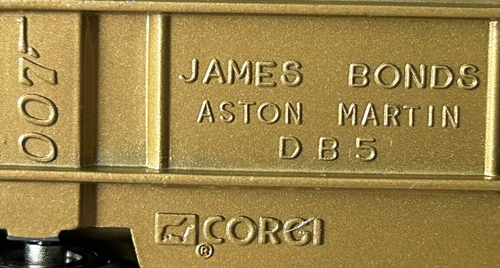 007
JAMES BONDS
ASTON MARTIN
DB5
® CORGI